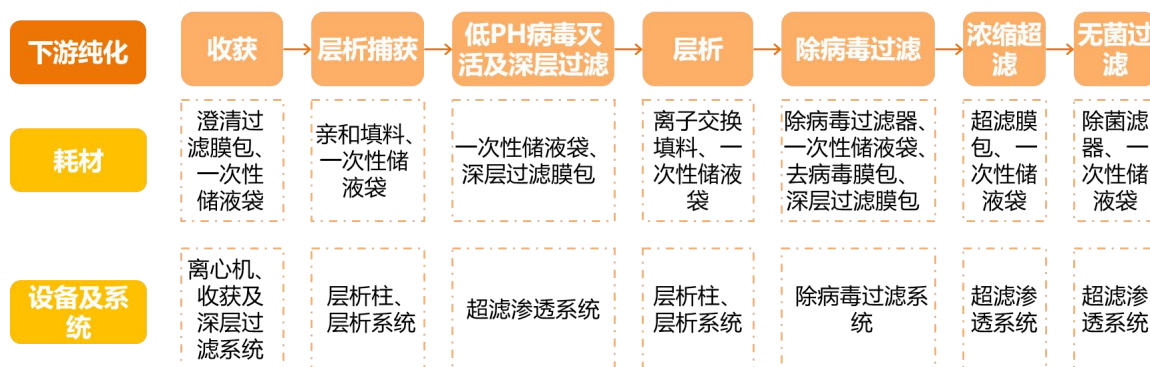 下游纯化
收获
层析捕获
低PH病毒灭
活及深层过滤
层析
除病毒过滤
浓缩超
滤
无菌过
滤
耗材
澄清过
滤膜包、
一次性
储液袋
亲和填料、
一次性储
液袋
一次性储液袋、
深层过滤膜包
离子交换
填料、一
次性储液
袋
除病毒过滤器、
一次性储液袋、
去病毒膜包、
深层过滤膜包
超滤膜
包、一
次性储
液袋
除菌滤
器、一
次性储
液袋
设备及系
统
离心机、
收获及
深层过
滤系统
层析柱、
层析系统
超滤渗透系统
层析柱、
层析系统
除病毒过滤系
统
超滤渗
透系统
超滤渗
透系统